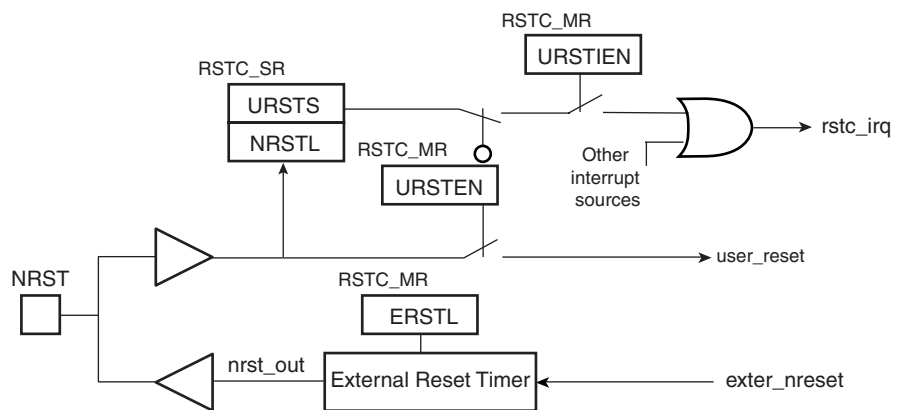 RSTC_MR
URSTIEN
RSTC_SR
URSTS
NRSTL
rstc_irq
RSTC_MR
Other
interrupt
sources
URSTEN
user_reset
NRST
RSTC_MR
ERSTL
nrst_out
External Reset Timer
exter_nreset